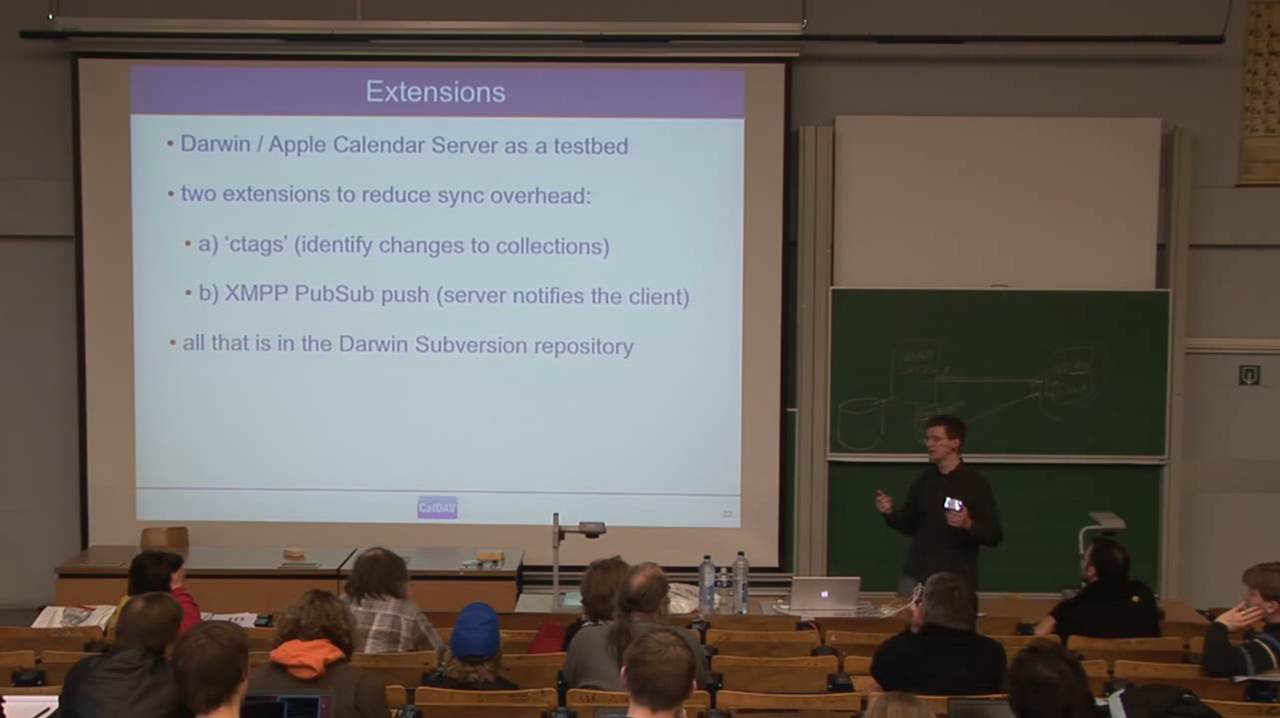 Extensions
• Darwin / Apple Calendar Server as a testbed
• two extensions to reduce sync overhead:
• a) ‘ctags’ (identify changes to collections)
• b) XMPP PubSub push (server notifies the client)
• all that is in the Darwin Subversion repository
CalDAV
22